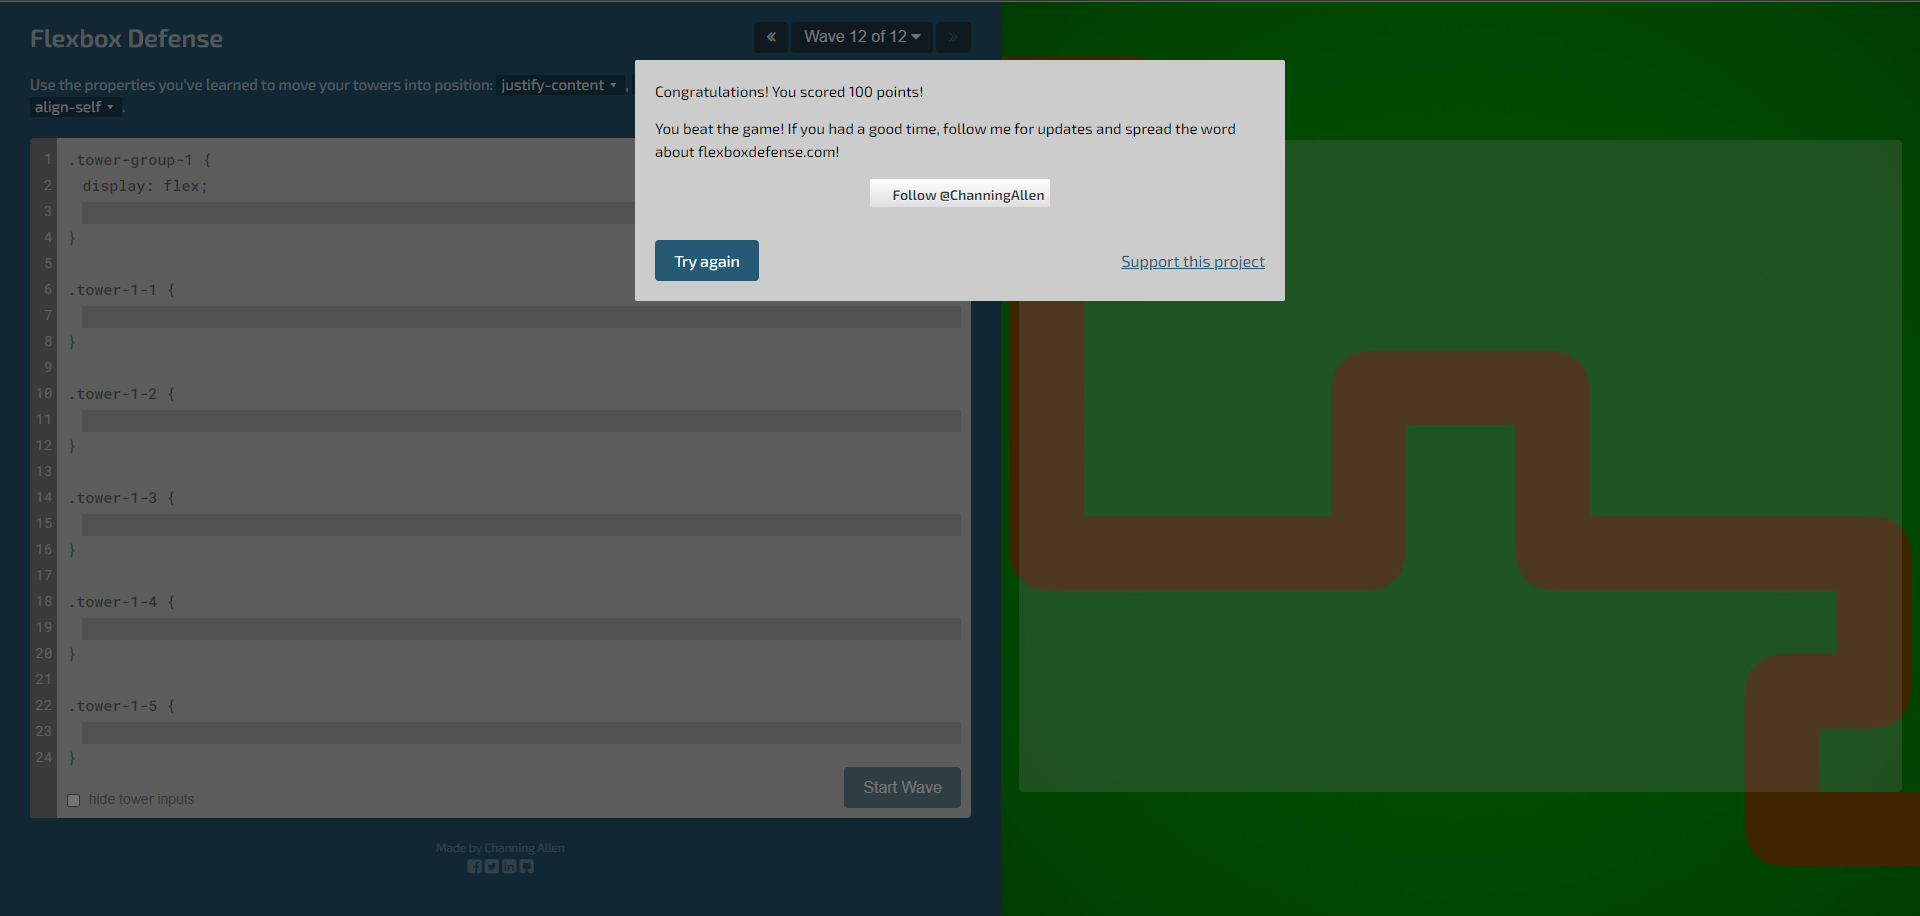 Flexbox Defense
«
Wave 12 of 12
»
Use the properties you've learned to move your towers into position: justify-content ,
align-self .
Congratulations! You scored 100 points!
You beat the game! If you had a good time, follow me for updates and spread the word
about flexboxdefense.com!
Follow @ChanningAllen
Try again
Support this project
1 .tower-group-1 {
2 display: flex;
3
4 }
5
6 .tower-1-1 {
7
8 }
9
10 .tower-1-2 {
11
12 }
13
14 .tower-1-3 {
15
16 }
17
18 .tower-1-4 {
19
20 }
21
22 .tower-1-5 {
23
24 }
Start Wave
hide tower inputs
Made by Channing Allen